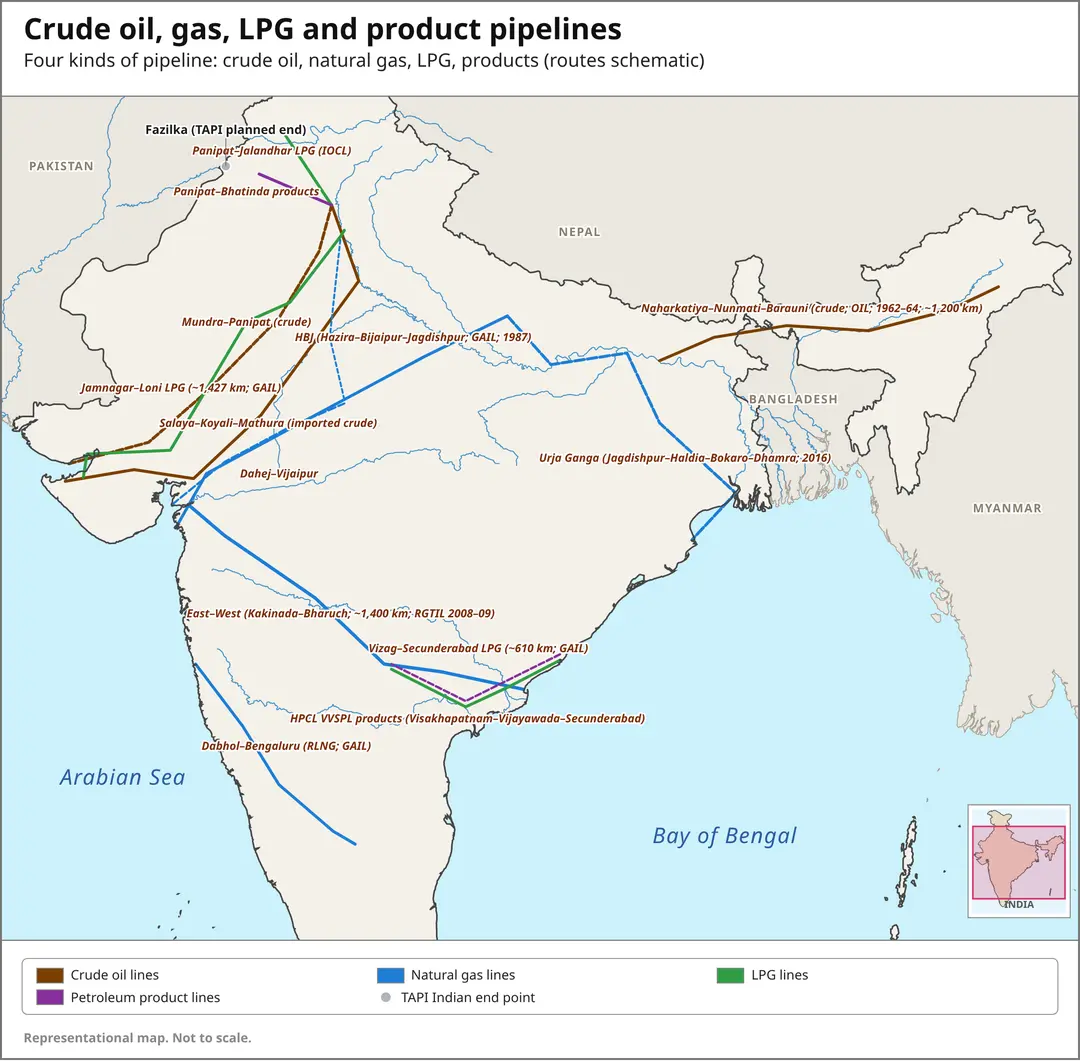 Crude oil, gas, LPG and product pipelines
Four kinds of pipeline: crude oil, natural gas, LPG, products (routes schematic)
Fazilka (TAPI planned end)
Panipat–Jalandhar LPG (IOCL)
PAKISTAN
Panipat–Bhatinda products
NEPAL
Naharkatiya–Nunmati–Barauni (crude; OIL; 1962–64; ~1,200 km)
Mundra–Panipat (crude)
HBJ (Hazira–Bijaipur–Jagdishpur; GAIL; 1987)
Jamnagar–Loni LPG (~1,427 km; GAIL)
BANGLADESH
Salaya–Koyali–Mathura (imported crude)
Urja Ganga (Jagdishpur–Haldia–Bokaro–Dhamra; 2016)
Dahej–Vijaipur
MYANMAR
East–West (Kakinada–Bharuch; ~1,400 km; RGTIL 2008–09)
Vizag–Secunderabad LPG (~610 km; GAIL)
HPCL VVSPL products (Visakhapatnam–Vijayawada–Secunderabad)
Dabhol–Bengaluru (RLNG; GAIL)
Arabian Sea
Bay of Bengal
INDIA
Crude oil lines
Natural gas lines
LPG lines
Petroleum product lines
TAPI Indian end point
Representational map. Not to scale.